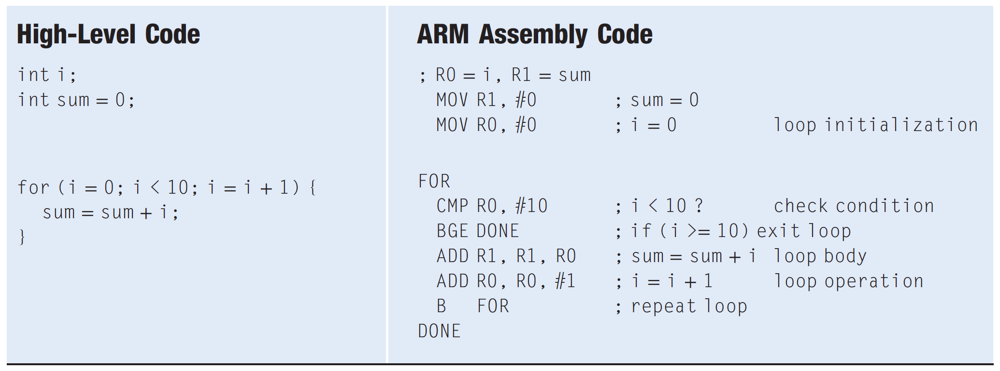 High-Level Code
int i;
int sum = 0;
for (i = 0; i < 10; i = i + 1) {
sum = sum + i;
}
ARM Assembly Code
; R0 = i, R1 = sum
MOV R1, #0 ; sum = 0
MOV R0, #0 ; i = 0 loop initialization
FOR
CMP R0, #10 ; i < 10 ? check condition
BGE DONE ; if (i >= 10) exit loop
ADD R1, R1, R0 ; sum = sum + i loop body
ADD R0, R0, #1 ; i = i + 1 loop operation
B FOR ; repeat loop
DONE